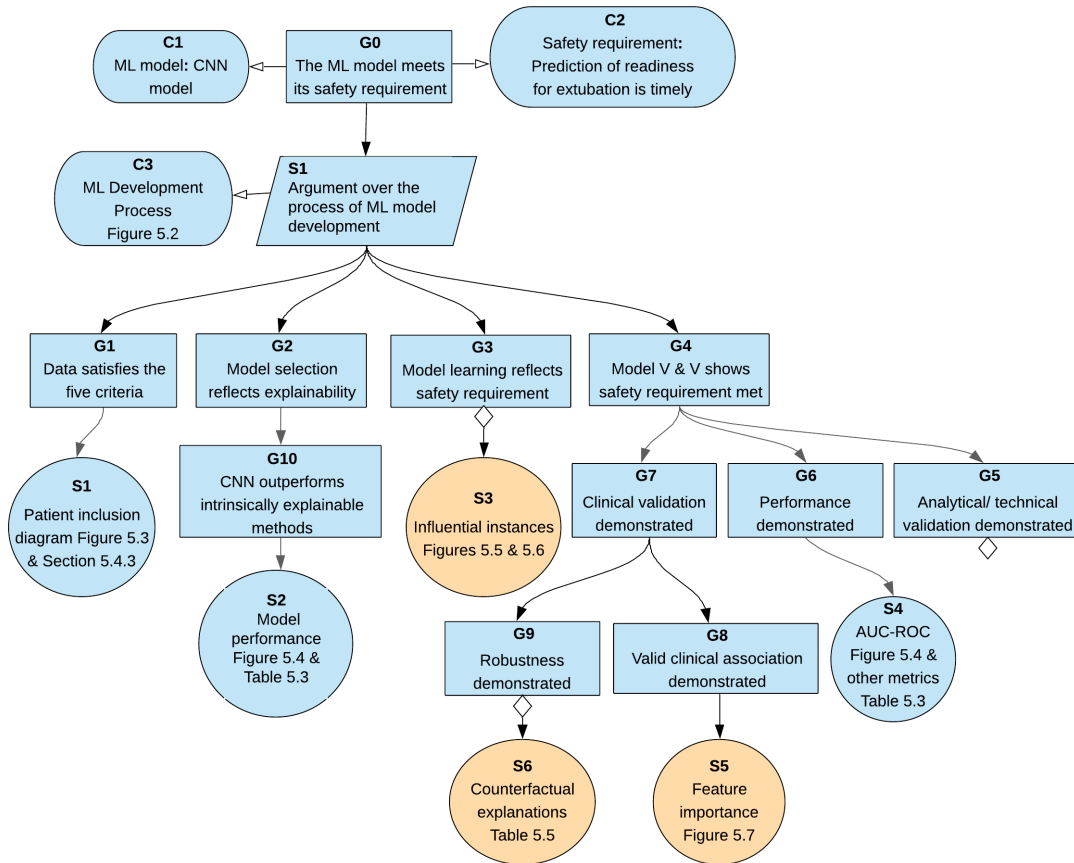 C1
ML model: CNN
model
G0
The ML model meets
its safety requirement
C2
Safety requirement:
Prediction of readiness
for extubation is timely
C3
ML Development
Process
Figure 5.2
S1
Argument over the
process of ML model
development
G1
Data satisfies the
five criteria
G2
Model selection
reflects explainability
G3
Model learning reflects
safety requirement
G4
Model V & V shows
safety requirement met
S1
Patient inclusion
diagram Figure 5.3
& Section 5.4.3
G10
CNN outperforms
intrinsically explainable
methods
S3
Influential instances
Figures 5.5 & 5.6
G7
Clinical validation
demonstrated
G6
Performance
demonstrated
G5
Analytical/ technical
validation demonstrated
S2
Model
performance
Figure 5.4 &
Table 5.3
G9
Robustness
demonstrated
G8
Valid clinical association
demonstrated
S4
AUC-ROC
Figure 5.4 &
other metrics
Table 5.3
S6
Counterfactual
explanations
Table 5.5
S5
Feature
importance
Figure 5.7